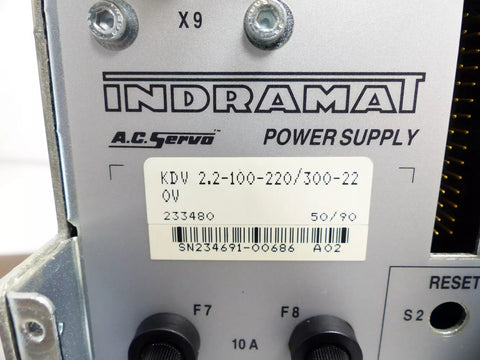 X9
INDRAMAT
A.C. Servo™ POWER SUPPLY
KDV 2.2-100-220/300-22
0V
233480 50/90
SN234691-00686 A02
RESET
F7 F8 S2
10A